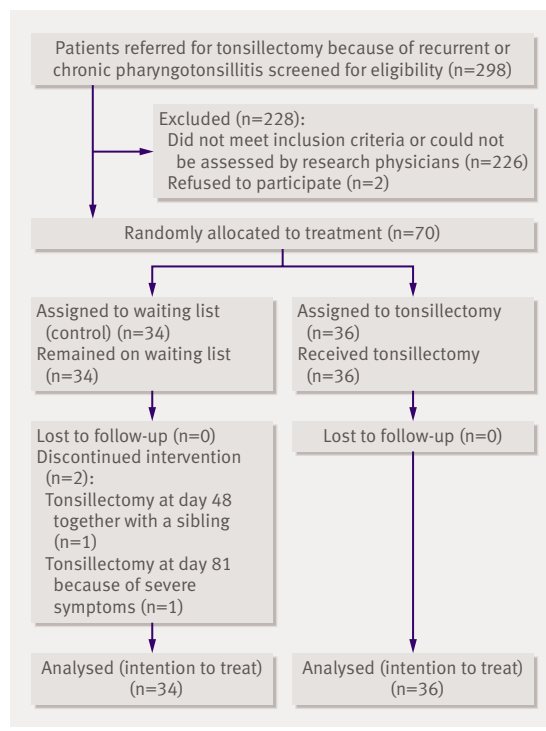 Patients referred for tonsillectomy because of recurrent or
chronic pharyngotonsillitis screened for eligibility (n=298)
Excluded (n=228):
Did not meet inclusion criteria or could not
be assessed by research physicians (n=226)
Refused to participate (n=2)
Randomly allocated to treatment (n=70)
Assigned to waiting list
(control) (n=34)
Remained on waiting list
(n=34)
Assigned to tonsillectomy
(n=36)
Received tonsillectomy
(n=36)
Lost to follow-up (n=0)
Discontinued intervention
(n=2):
Tonsillectomy at day 48
together with a sibling
(n=1)
Tonsillectomy at day 81
because of severe
symptoms (n=1)
Lost to follow-up (n=0)
Analysed (intention to treat)
(n=34)
Analysed (intention to treat)
(n=36)